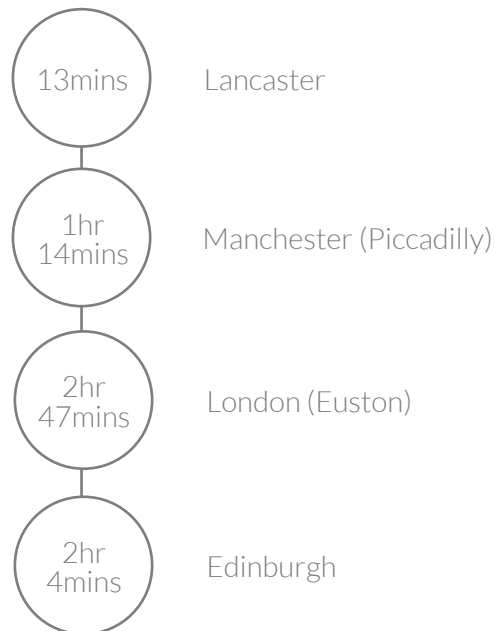 13mins
Lancaster
1hr
14mins
Manchester (Piccadilly)
2hr
47mins
London (Euston)
2hr
4mins
Edinburgh